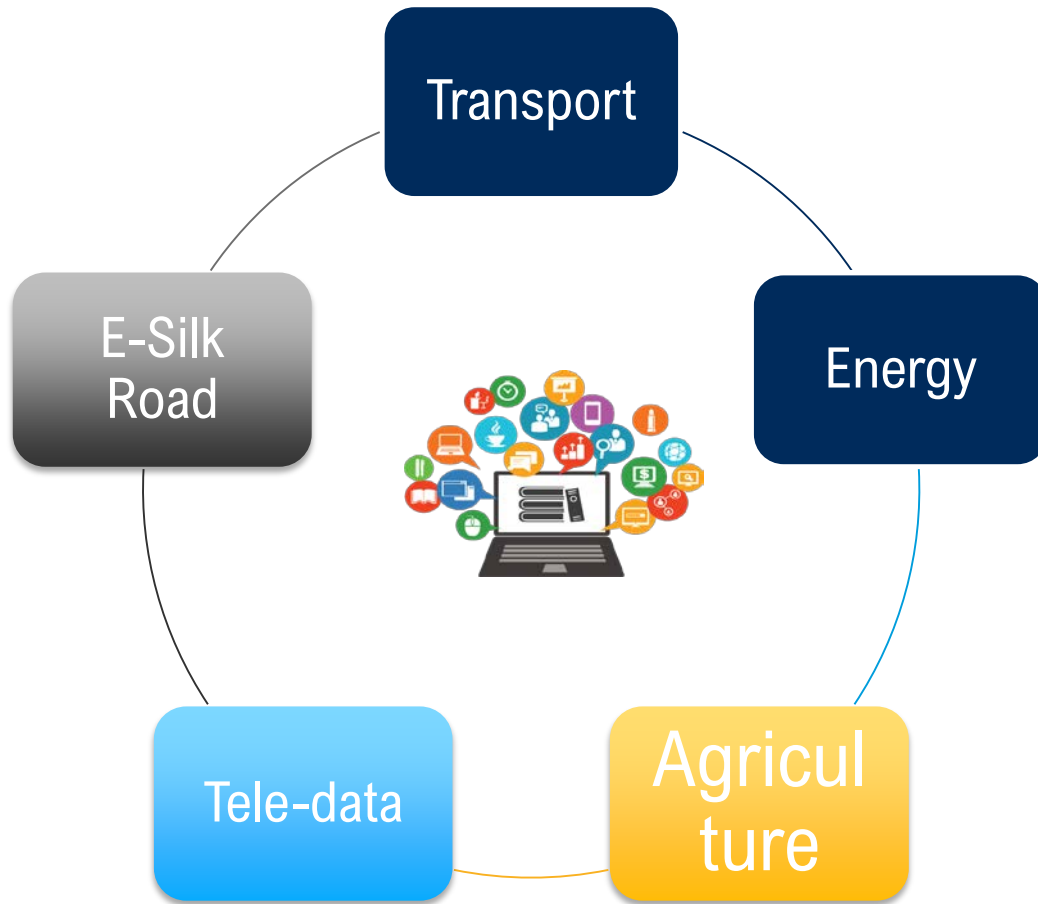 Transport
Energy
Agricul
ture
Tele-data
E-Silk
Road
$